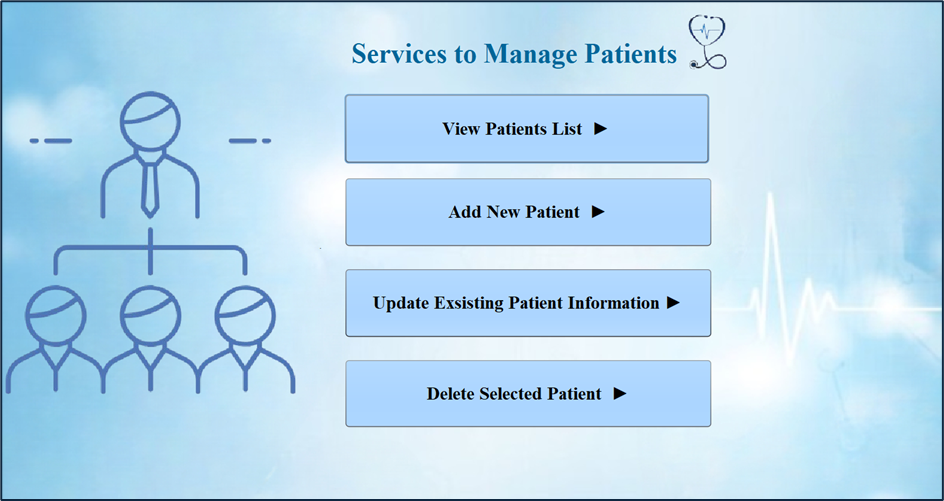 Services to Manage Patients
View Patients List ►
Add New Patient ►
Update Exsisting Patient Information ►
Delete Selected Patient ►